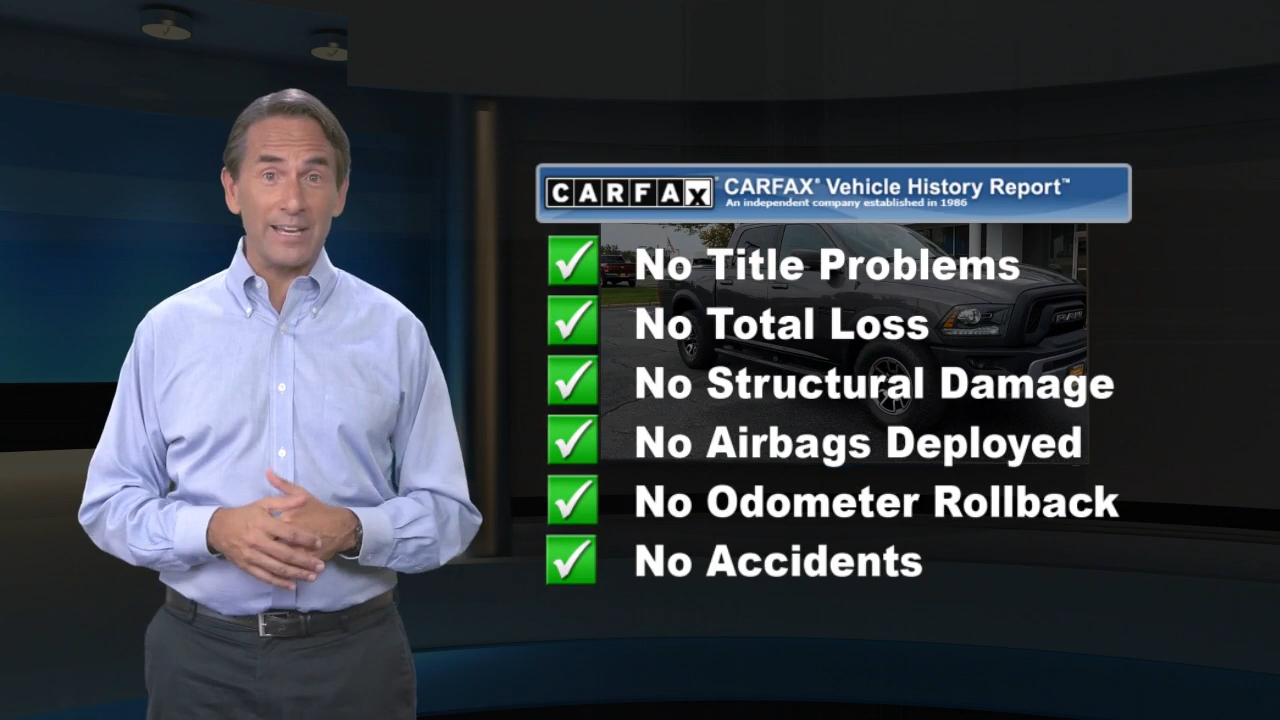 CARFAX CARFAX® Vehicle History Report™
An independent company established in 1986
No Title Problems
No Total Loss
No Structural Damage
No Airbags Deployed
No Odometer Rollback
No Accidents
RAM